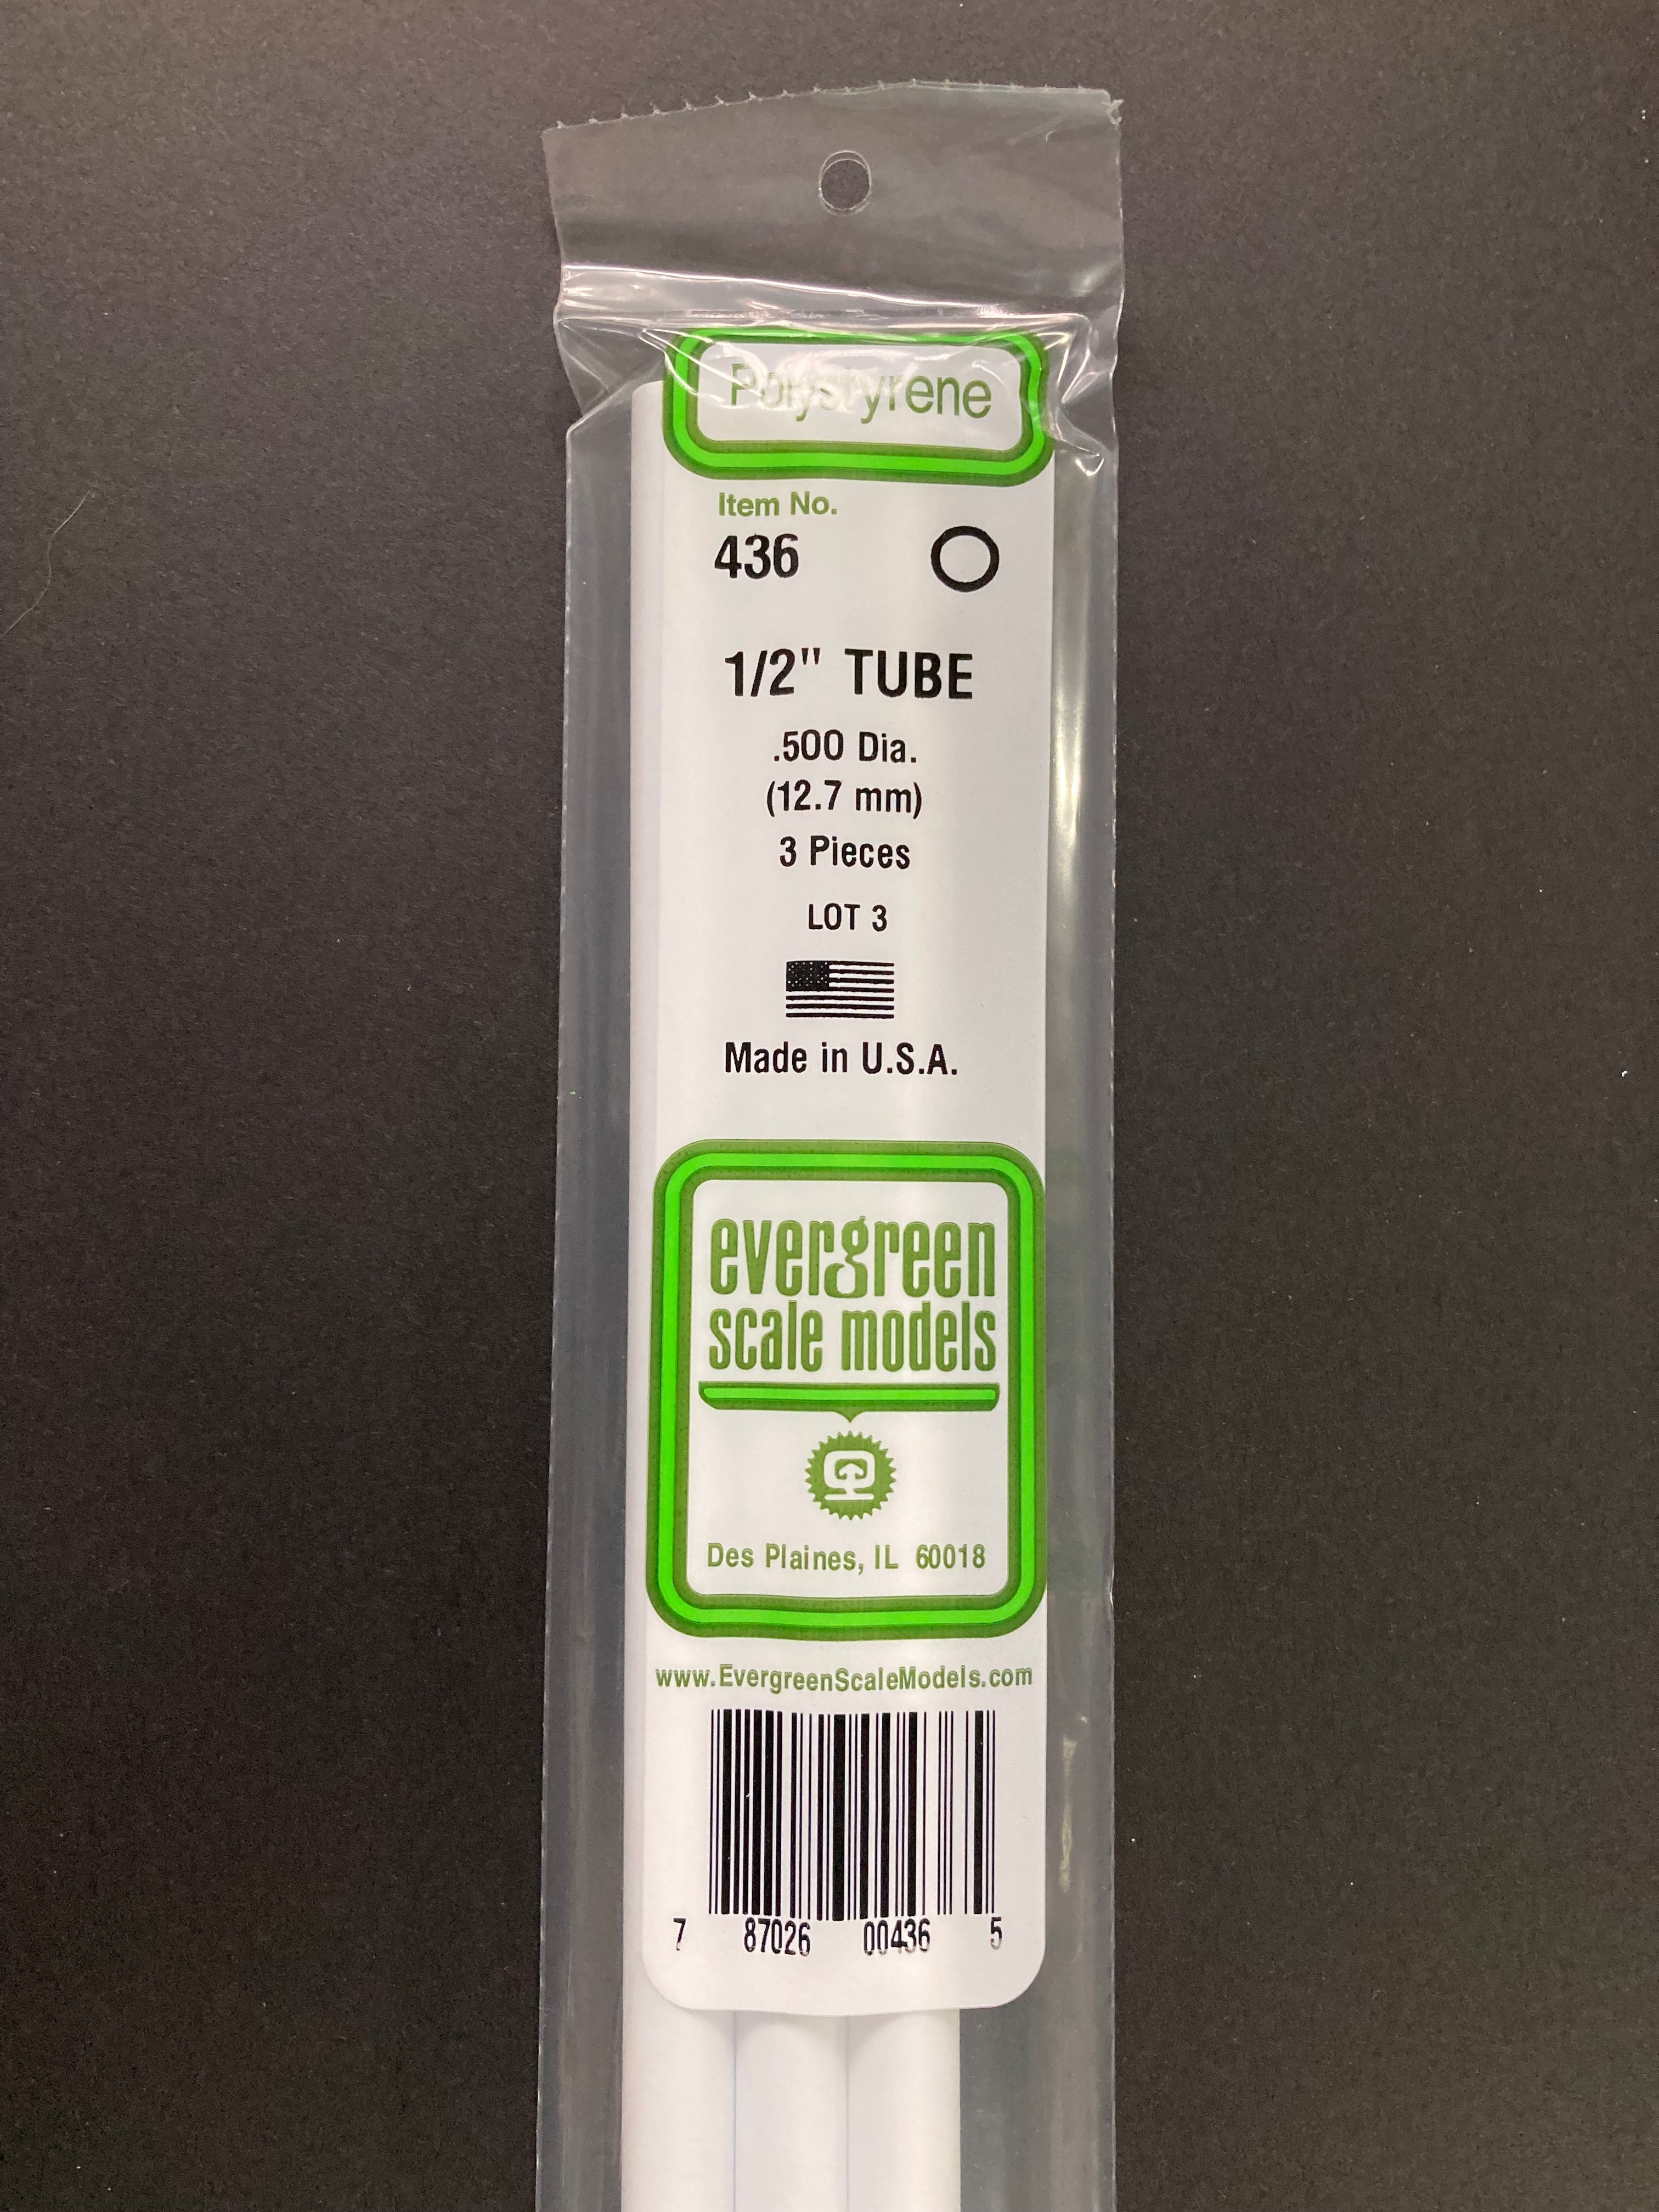 Polystyrene
Item No.
436
1/2" TUBE
.500 Dia.
(12.7 mm)
3 Pieces
LOT 3
Made in U.S.A.
evergreen
scale models
Des Plaines, IL 60018
www.EvergreenScaleModels.com
7 87026 00436 5